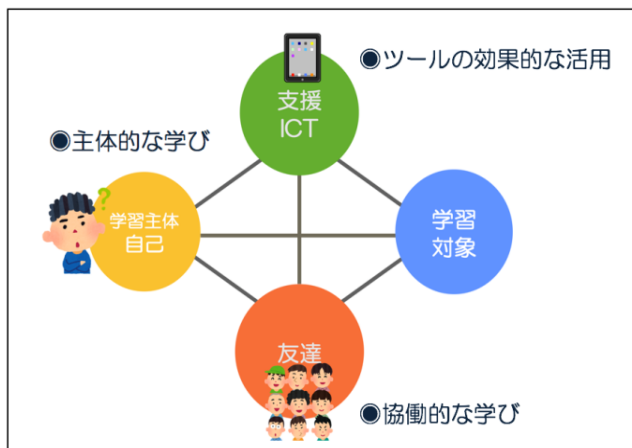 ◉ツールの効果的な活用
支援
ICT
◉主体的な学び
学習主体
自己
学習
対象
友達
◉協働的な学び